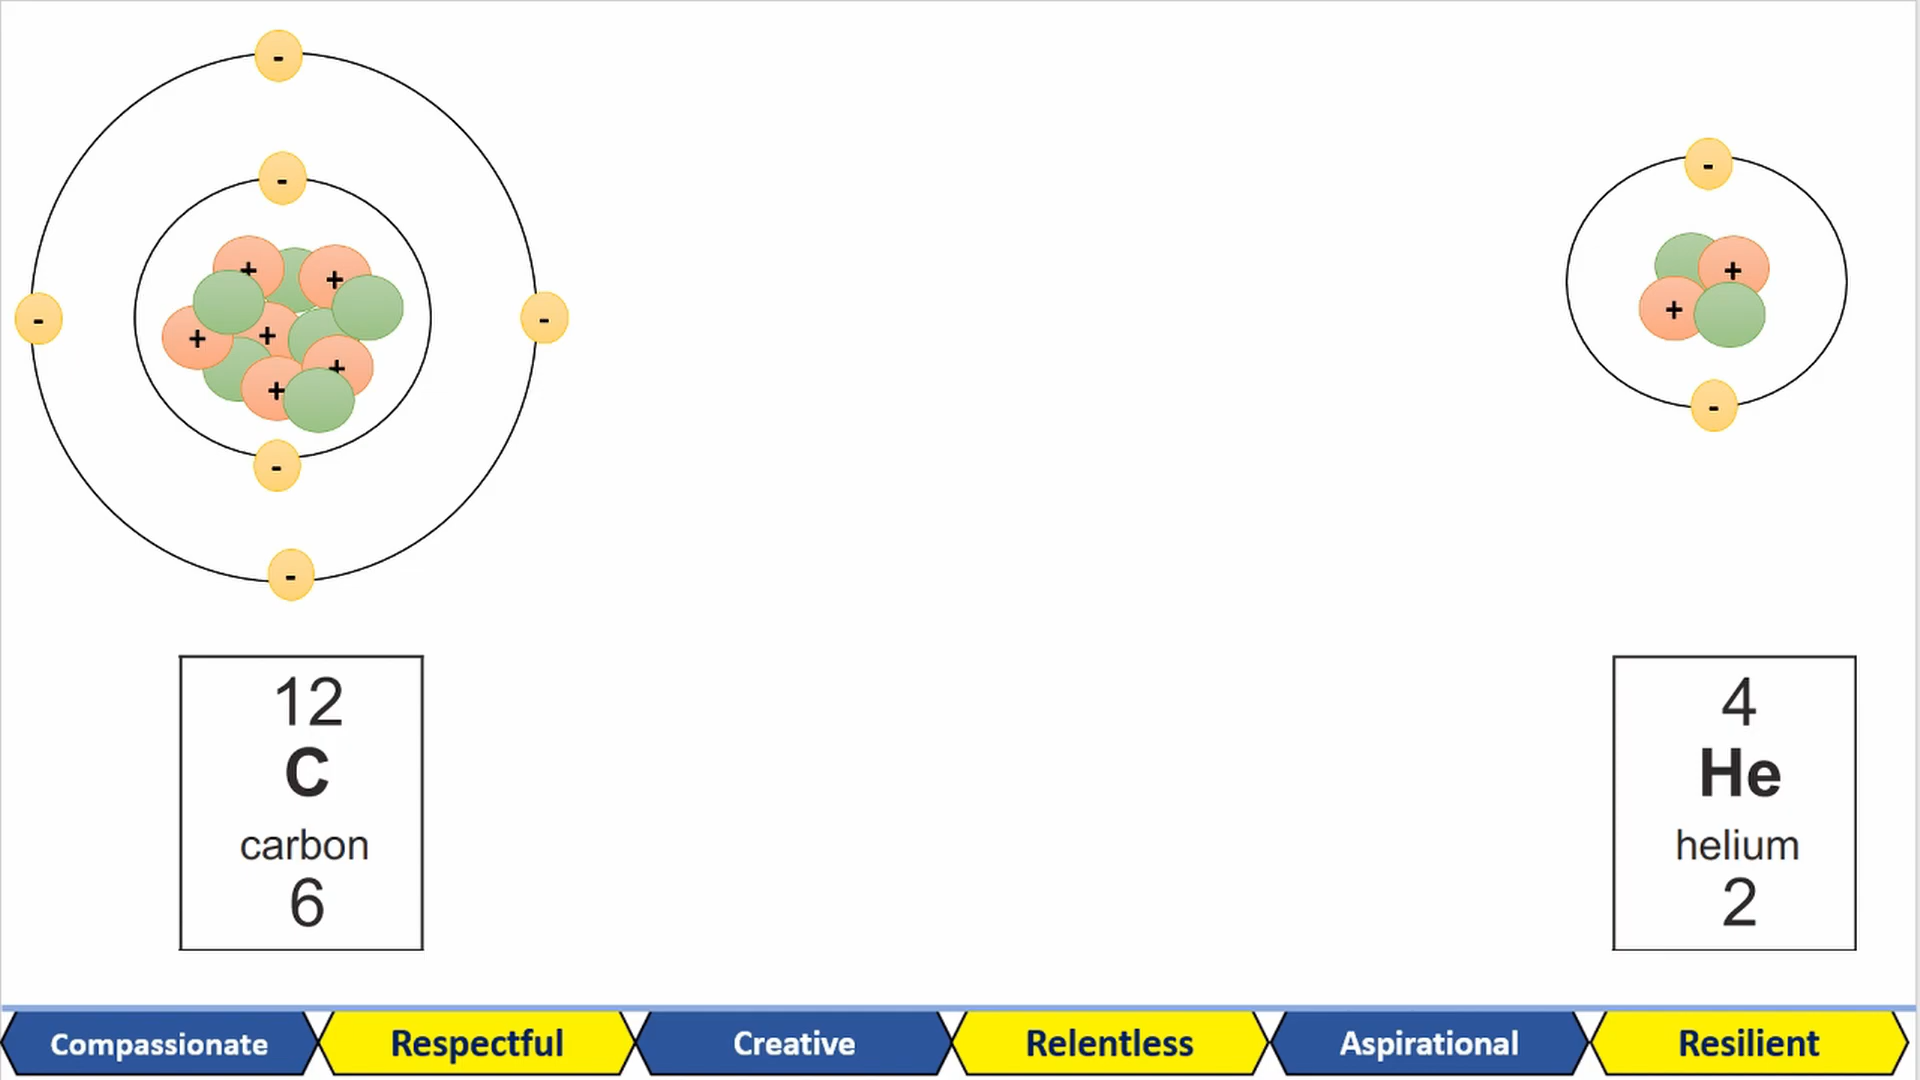 -
-
+
+
-
+
+
+
+
-
-
-
-
+
+
-
12
C
carbon
6
4
He
helium
2
Compassionate
Respectful
Creative
Relentless
Aspirational
Resilient